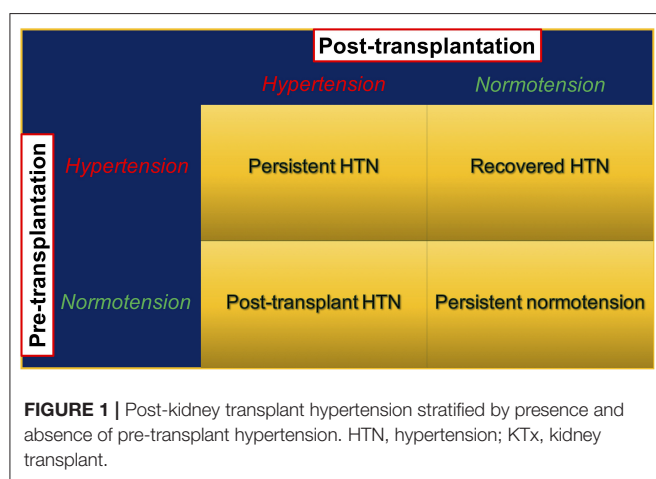 Post-transplantation
Hypertension Normotension
Pre-transplantation
Hypertension Persistent HTN Recovered HTN
Normotension Post-transplant HTN Persistent normotension
FIGURE 1 | Post-kidney transplant hypertension stratified by presence and
absence of pre-transplant hypertension. HTN, hypertension; KTx, kidney
transplant.